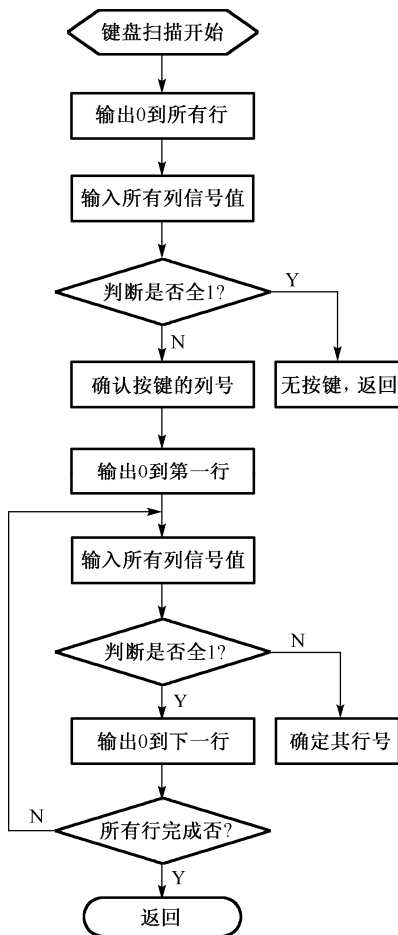 键盘扫描开始
输出0到所有行
输入所有列信号值
判断是否全1?
Y
N
确认按键的列号
无按键，返回
输出0到第一行
输入所有列信号值
判断是否全1?
N
Y
输出0到下一行
确定其行号
所有行完成否?
N
Y
返回